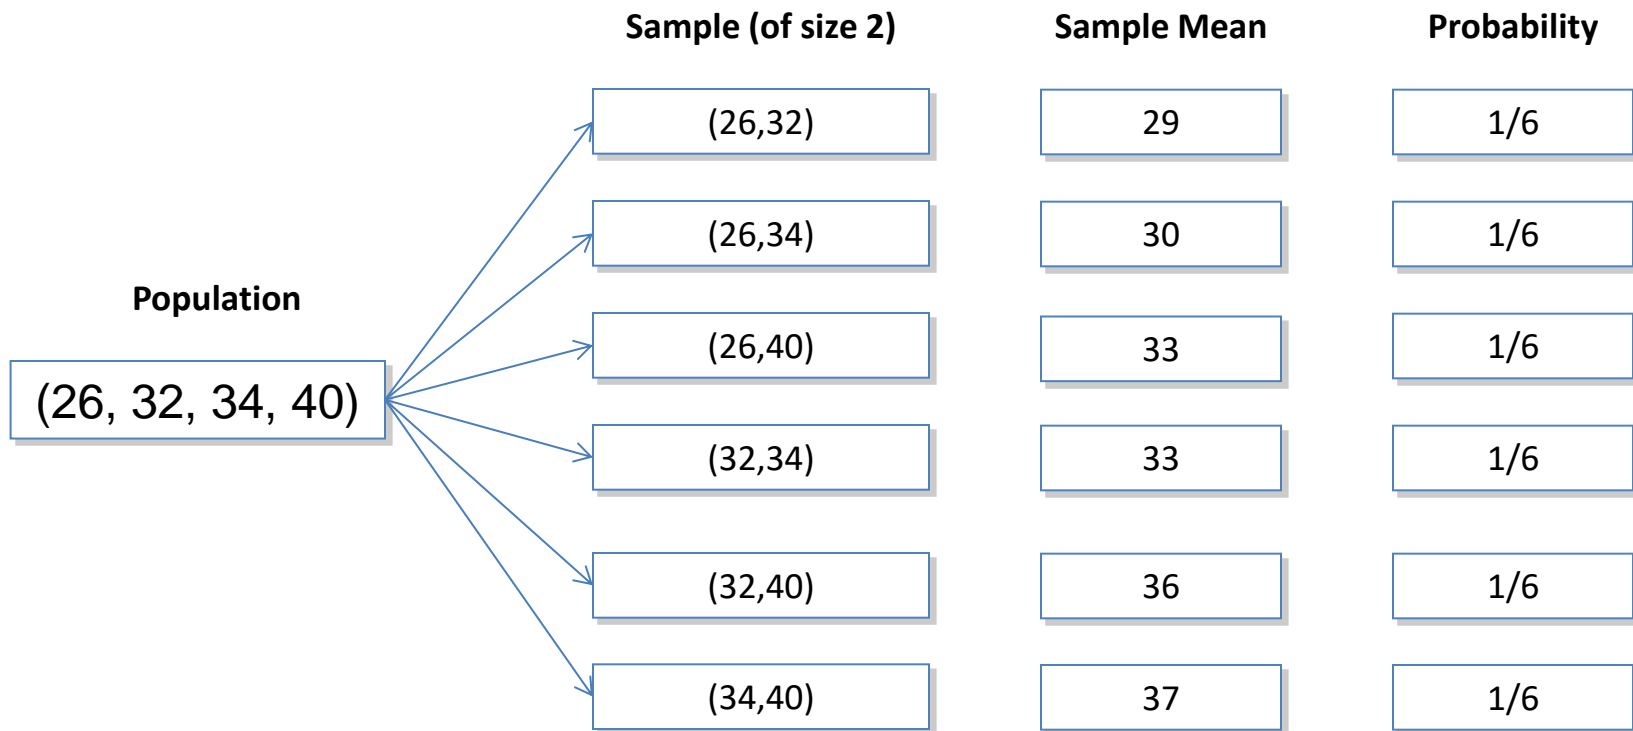 Sample (of size 2) Sample Mean Probability
(26,32) 29 1/6
(26,34) 30 1/6
Population
(26,40) 33 1/6
(26, 32, 34, 40)
(32,34) 33 1/6
(32,40) 36 1/6
(34,40) 37 1/6